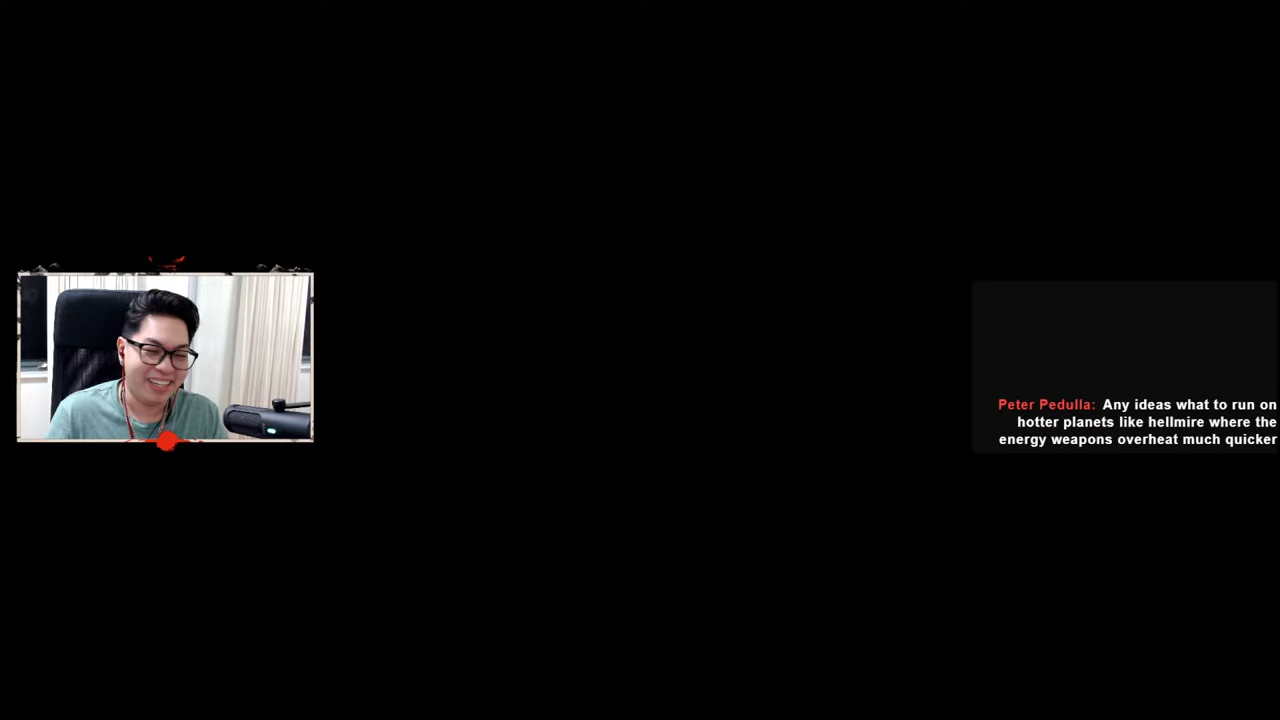 Peter Pedulla: Any ideas what to run on
hotter planets like hellmire where the
energy weapons overheat much quicker